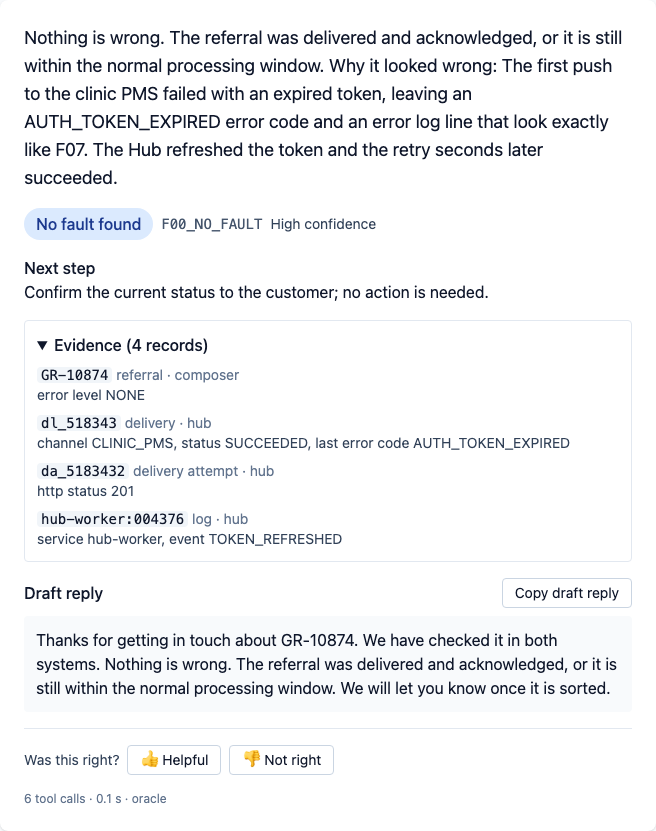 Nothing is wrong. The referral was delivered and acknowledged, or it is still
within the normal processing window. Why it looked wrong: The first push
to the clinic PMS failed with an expired token, leaving an
AUTH_TOKEN_EXPIRED error code and an error log line that look exactly
like F07. The Hub refreshed the token and the retry seconds later
succeeded.
No fault found F00_NO_FAULT High confidence
Next step
Confirm the current status to the customer; no action is needed.
▼ Evidence (4 records)
GR-10874 referral · composer
error level NONE
dl_518343 delivery · hub
channel CLINIC_PMS, status SUCCEEDED, last error code AUTH_TOKEN_EXPIRED
da_5183432 delivery attempt · hub
http status 201
hub-worker:004376 log · hub
service hub-worker, event TOKEN_REFRESHED
Draft reply Copy draft reply
Thanks for getting in touch about GR-10874. We have checked it in both
systems. Nothing is wrong. The referral was delivered and acknowledged, or it is
still within the normal processing window. We will let you know once it is sorted.
Was this right? 👍 Helpful 👎 Not right
6 tool calls · 0.1 s · oracle